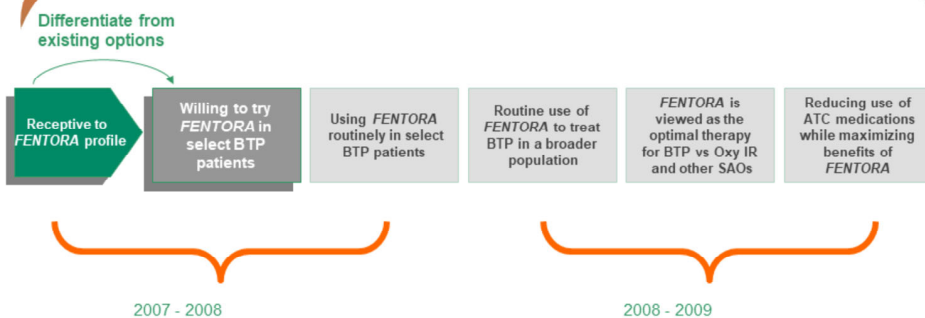 Differentiate from
existing options
Receptive to
FENTORA profile
Willing to try
FENTORA in
select BTP
patients
Using FENTORA
routinely in select
BTP patients
Routine use of
FENTORA to treat
BTP in a broader
population
FENTORA is
viewed as the
optimal therapy
for BTP vs Oxy IR
and other SAOs
Reducing use of
ATC medications
while maximizing
benefits of
FENTORA
2007 - 2008
2008 - 2009